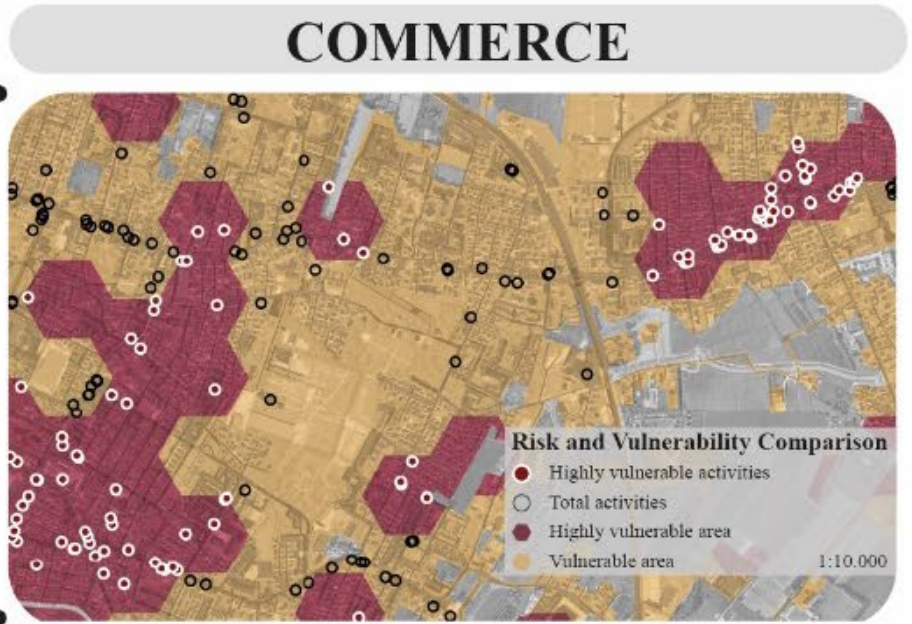 COMMERCE
Risk and Vulnerability Comparison
Highly vulnerable activities
Total activities
Highly vulnerable area
Vulnerable area 1:10.000